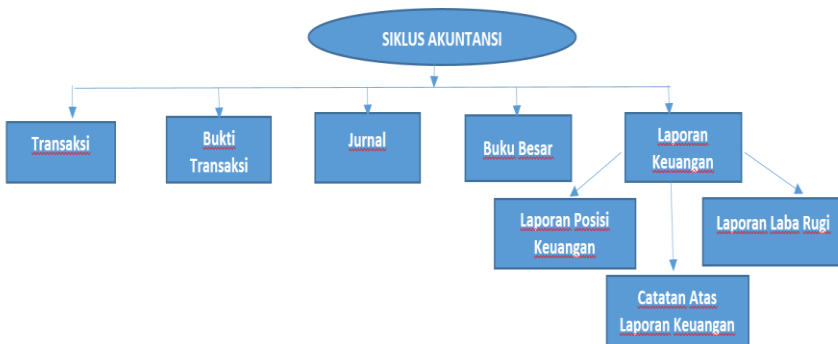 SIKLUS AKUNTANSI
Transaksi
Bukti
Transaksi
Jurnal
Buku Besar
Laporan
Keuangan
Laporan Posisi
Keuangan
Laporan Laba Rugi
Catatan Atas
Laporan Keuangan